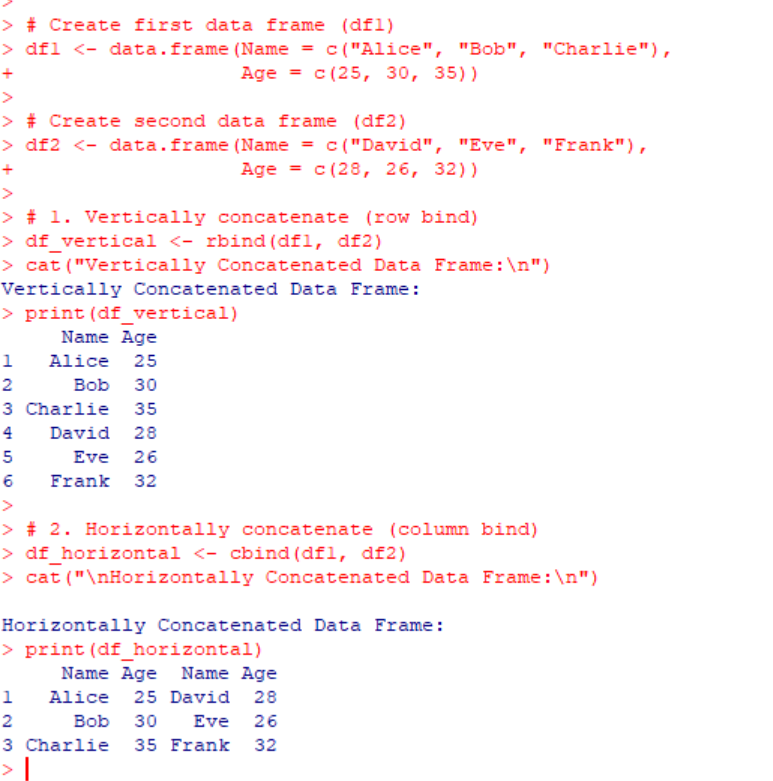 >
> # Create first data frame (df1)
> df1 <- data.frame(Name = c("Alice", "Bob", "Charlie"),
+                   Age = c(25, 30, 35))
>
> # Create second data frame (df2)
> df2 <- data.frame(Name = c("David", "Eve", "Frank"),
+                   Age = c(28, 26, 32))
>
> # 1. Vertically concatenate (row bind)
> df_vertical <- rbind(df1, df2)
> cat("Vertically Concatenated Data Frame:\n")
Vertically Concatenated Data Frame:
> print(df_vertical)
     Name Age
1   Alice  25
2     Bob  30
3 Charlie  35
4   David  28
5     Eve  26
6   Frank  32
>
> # 2. Horizontally concatenate (column bind)
> df_horizontal <- cbind(df1, df2)
> cat("\nHorizontally Concatenated Data Frame:\n")

Horizontally Concatenated Data Frame:
> print(df_horizontal)
     Name Age  Name Age
1   Alice  25 David  28
2     Bob  30   Eve  26
3 Charlie  35 Frank  32
>